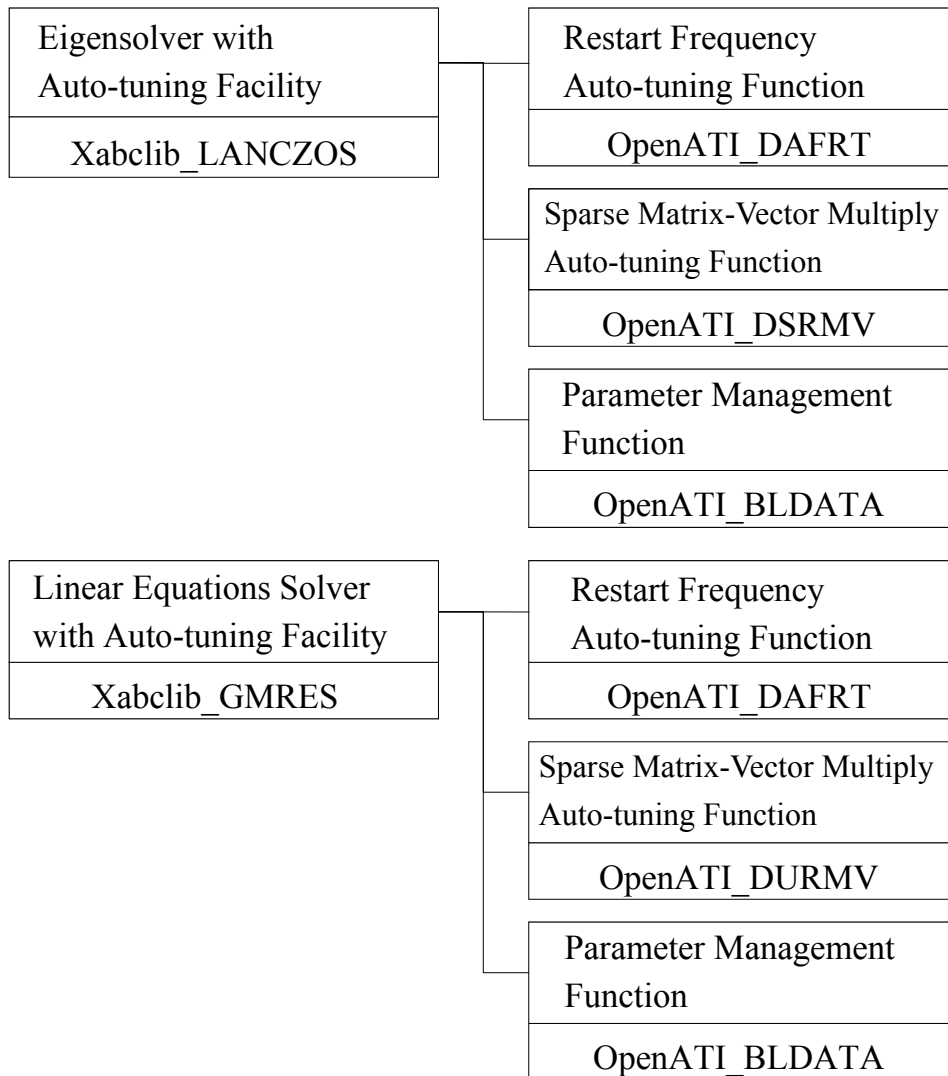 Eigensolver with
Auto-tuning Facility
Xabclib_LANCZOS
Restart Frequency
Auto-tuning Function
OpenATI_DAFRT
Sparse Matrix-Vector Multiply
Auto-tuning Function
OpenATI_DSRMV
Parameter Management
Function
OpenATI_BLDATA
Linear Equations Solver
with Auto-tuning Facility
Xabclib_GMRES
Restart Frequency
Auto-tuning Function
OpenATI_DAFRT
Sparse Matrix-Vector Multiply
Auto-tuning Function
OpenATI_DURMV
Parameter Management
Function
OpenATI_BLDATA